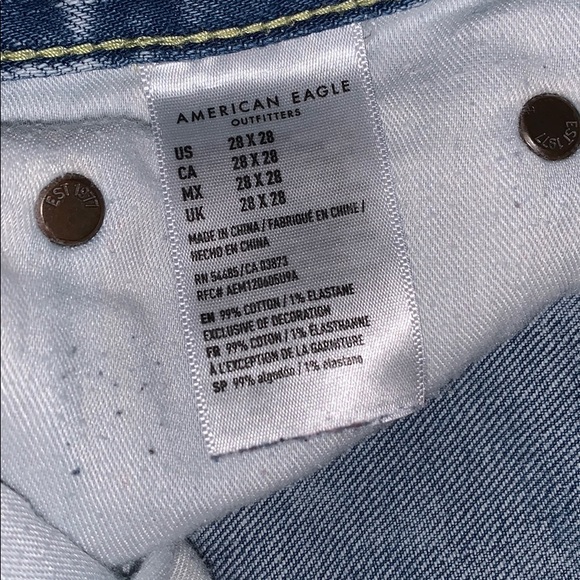 AMERICAN EAGLE
OUTFITTERS
US 28 X 28
CA 28 X 28
MX 28 X 28
UK 28 X 28
MADE IN CHINA / FABRIQUÉ EN CHINE /
HECHO EN CHINA
RN 54485 / CA 03873
RFC# AEM120605U9A
EN 99% COTTON / 1% ELASTANE
EXCLUSIVE OF DECORATION
FR 99% COTON / 1% ÉLASTHANNE
À L'EXCEPTION DE LA GARNITURE
SP 99% algodón / 1% elastano
EST 1977
EST 1977